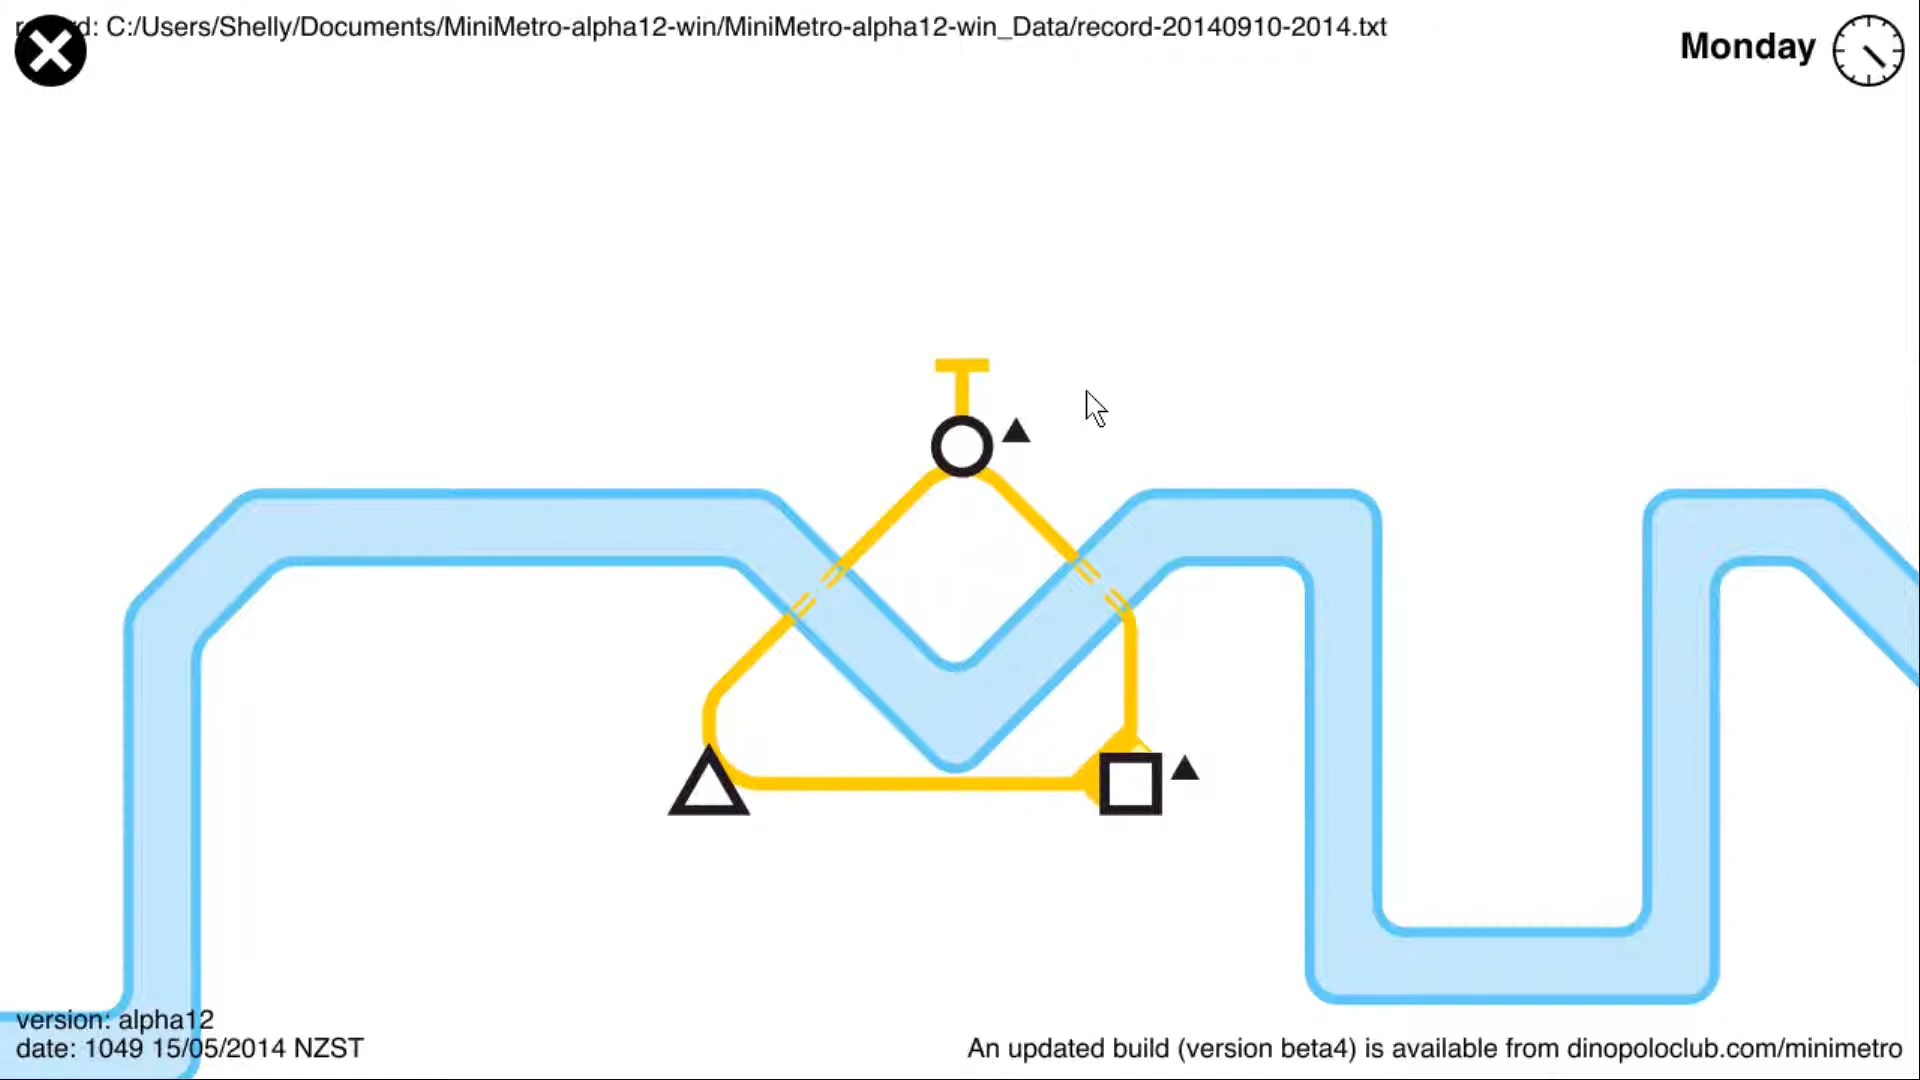 d: C:/Users/Shelly/Documents/MiniMetro-alpha12-win/MiniMetro-alpha12-win_Data/record-20140910-2014.txt
Monday
version: alpha12
date: 1049 15/05/2014 NZST
An updated build (version beta4) is available from dinopoloclub.com/minimetro